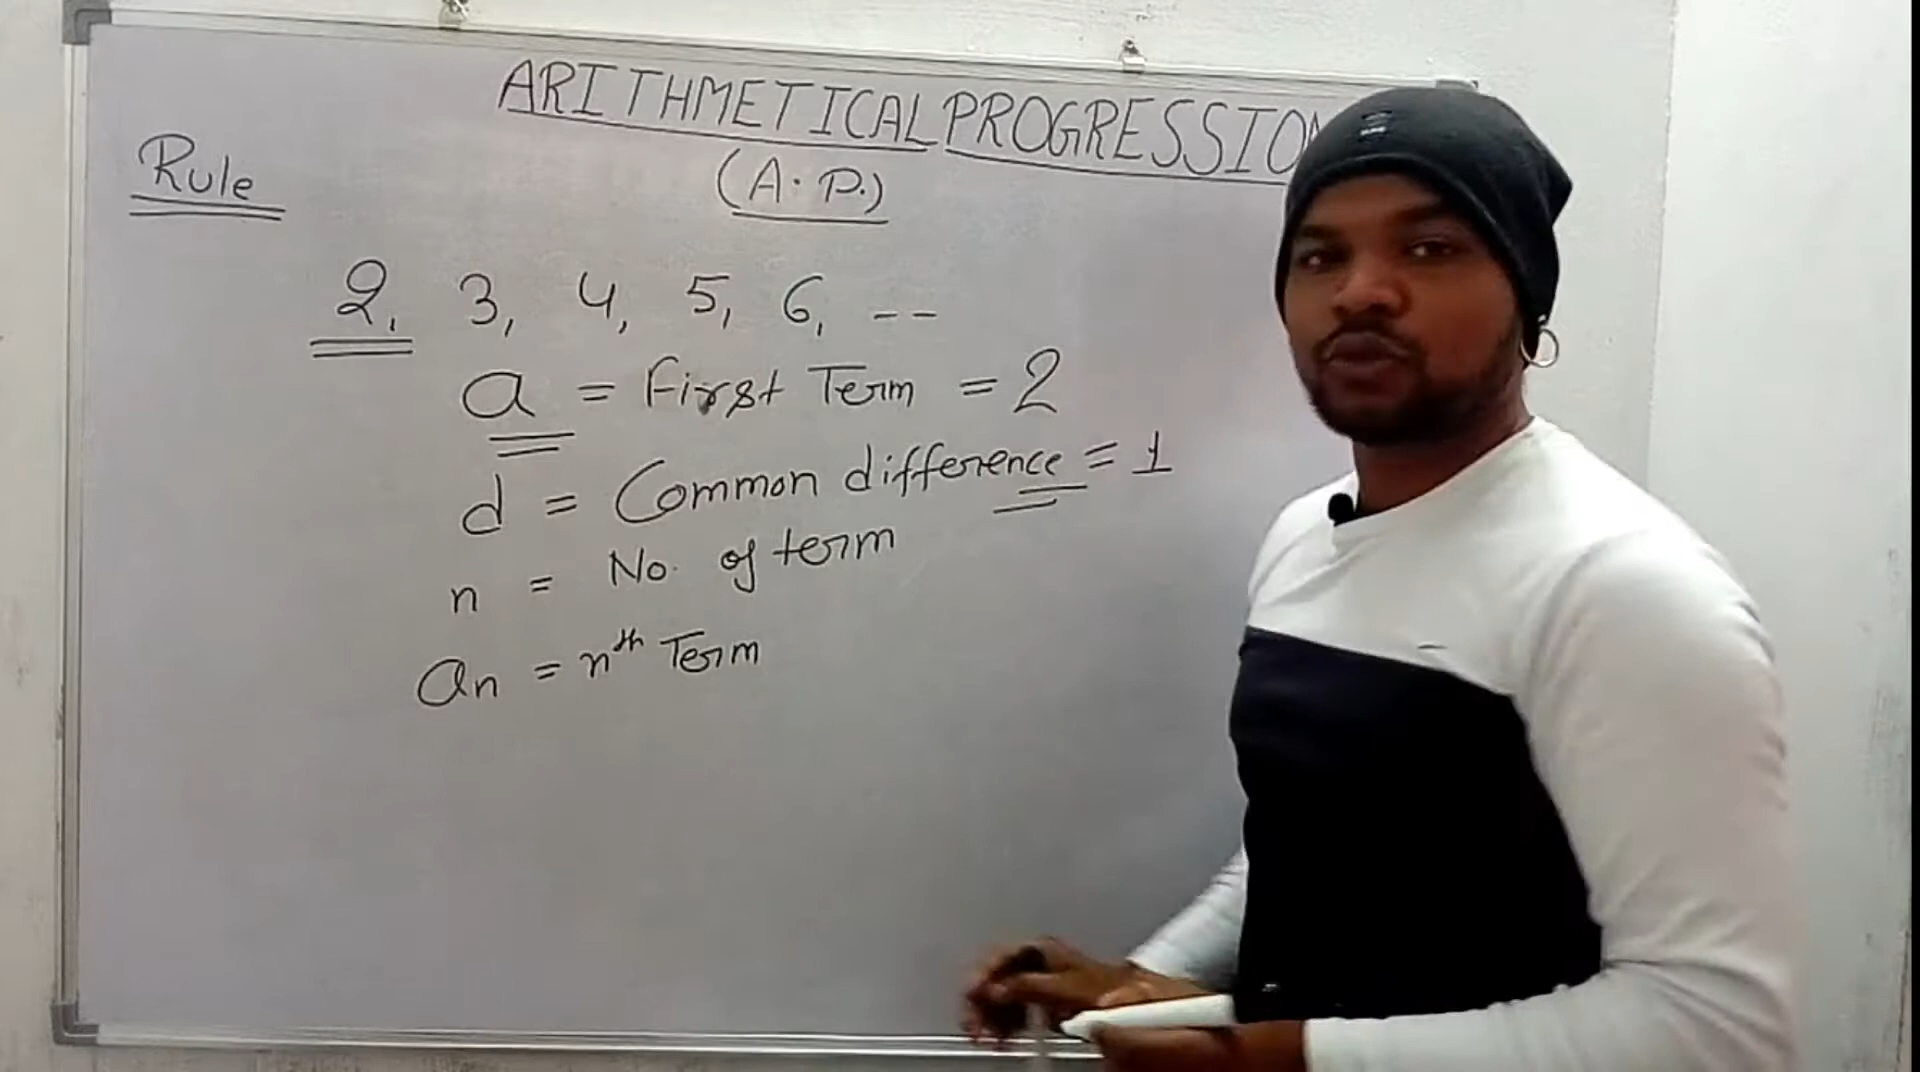 ARITHMETICAL PROGRESSION
(A.P.)
Rule
2, 3, 4, 5, 6, --
a = First Term = 2
d = Common difference = 1
n = No. of term
an = nth Term